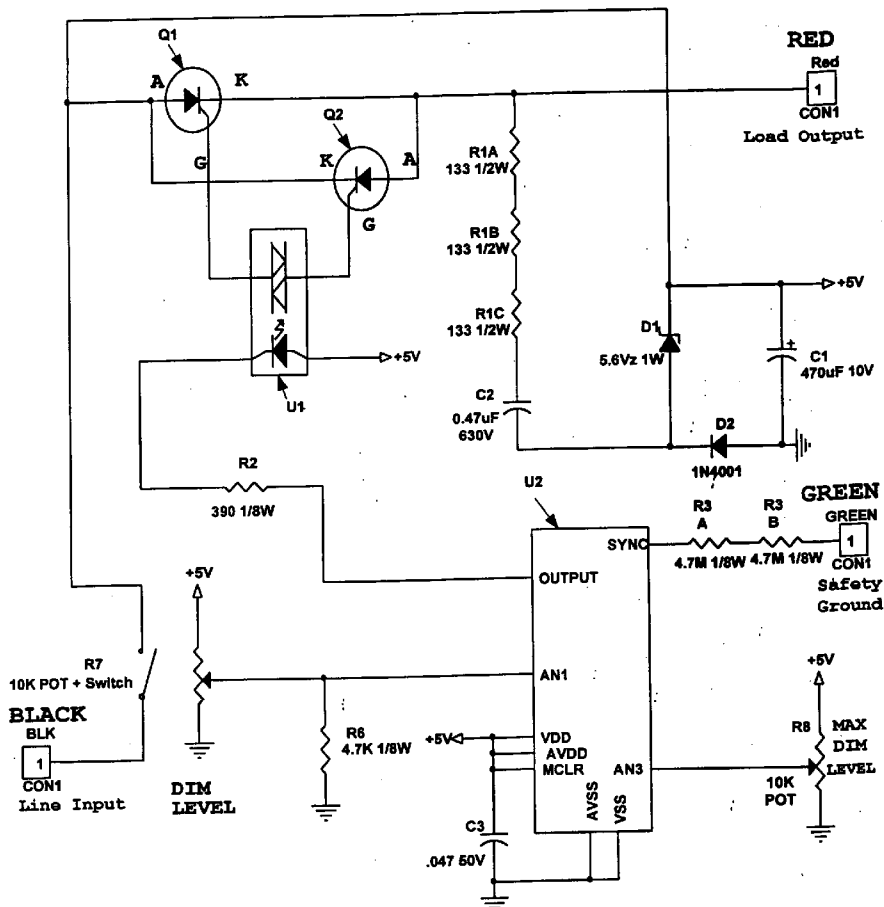 Q1
RED
Red
1
CON1
Load Output
A
K
Q2
G
K
A
G
R1A
133 1/2W
R1B
133 1/2W
R1C
133 1/2W
+5V
D1
5.6Vz 1W
+
C1
470uF 10V
+5V
U1
C2
0.47uF
630V
D2
1N4001
R2
390 1/8W
U2
GREEN
GREEN
1
CON1
Safety
Ground
R3
A
4.7M 1/8W
R3
B
4.7M 1/8W
SYNC
OUTPUT
+5V
R7
10K POT + Switch
AN1
+5V
BLACK
BLK
1
CON1
Line Input
DIM
LEVEL
R6
4.7K 1/8W
+5V
VDD
AVDD
MCLR
AN3
AVSS
VSS
R8
MAX
DIM
LEVEL
10K
POT
C3
.047 50V